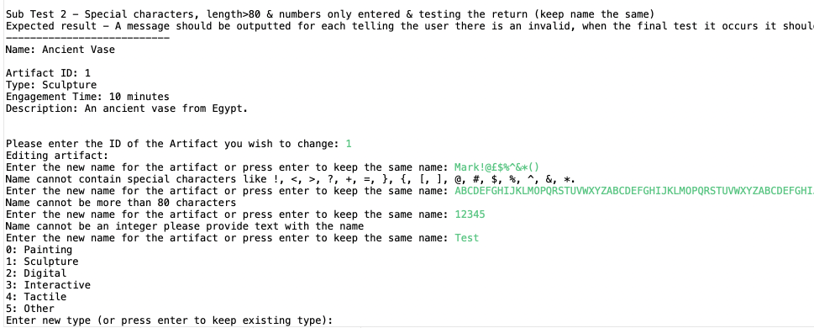 Sub Test 2 – Special characters, length>80 & numbers only entered & testing the return (keep name the same)
Expected result – A message should be outputted for each telling the user there is an invalid, when the final test it occurs it
----------------------------
Name: Ancient Vase
Artifact ID: 1
Type: Sculpture
Engagement Time: 10 minutes
Description: An ancient vase from Egypt.
Please enter the ID of the Artifact you wish to change: 1
Editing artifact:
Enter the new name for the artifact or press enter to keep the same name: Mark!@£$%^&*()
Name cannot contain special characters like !, <, >, ?, +, =, }, {, [, ], @, #, $, %, ^, &, *.
Enter the new name for the artifact or press enter to keep the same name: ABCDEFGHIJKLMOPQRSTUVWXYZABCDEFGHIJKLMOPQRSTUVWXYZABCDEFGHI
Name cannot be more than 80 characters
Enter the new name for the artifact or press enter to keep the same name: 12345
Name cannot be an integer please provide text with the name
Enter the new name for the artifact or press enter to keep the same name: Test
0: Painting
1: Sculpture
2: Digital
3: Interactive
4: Tactile
5: Other
Enter new type (or press enter to keep existing type):